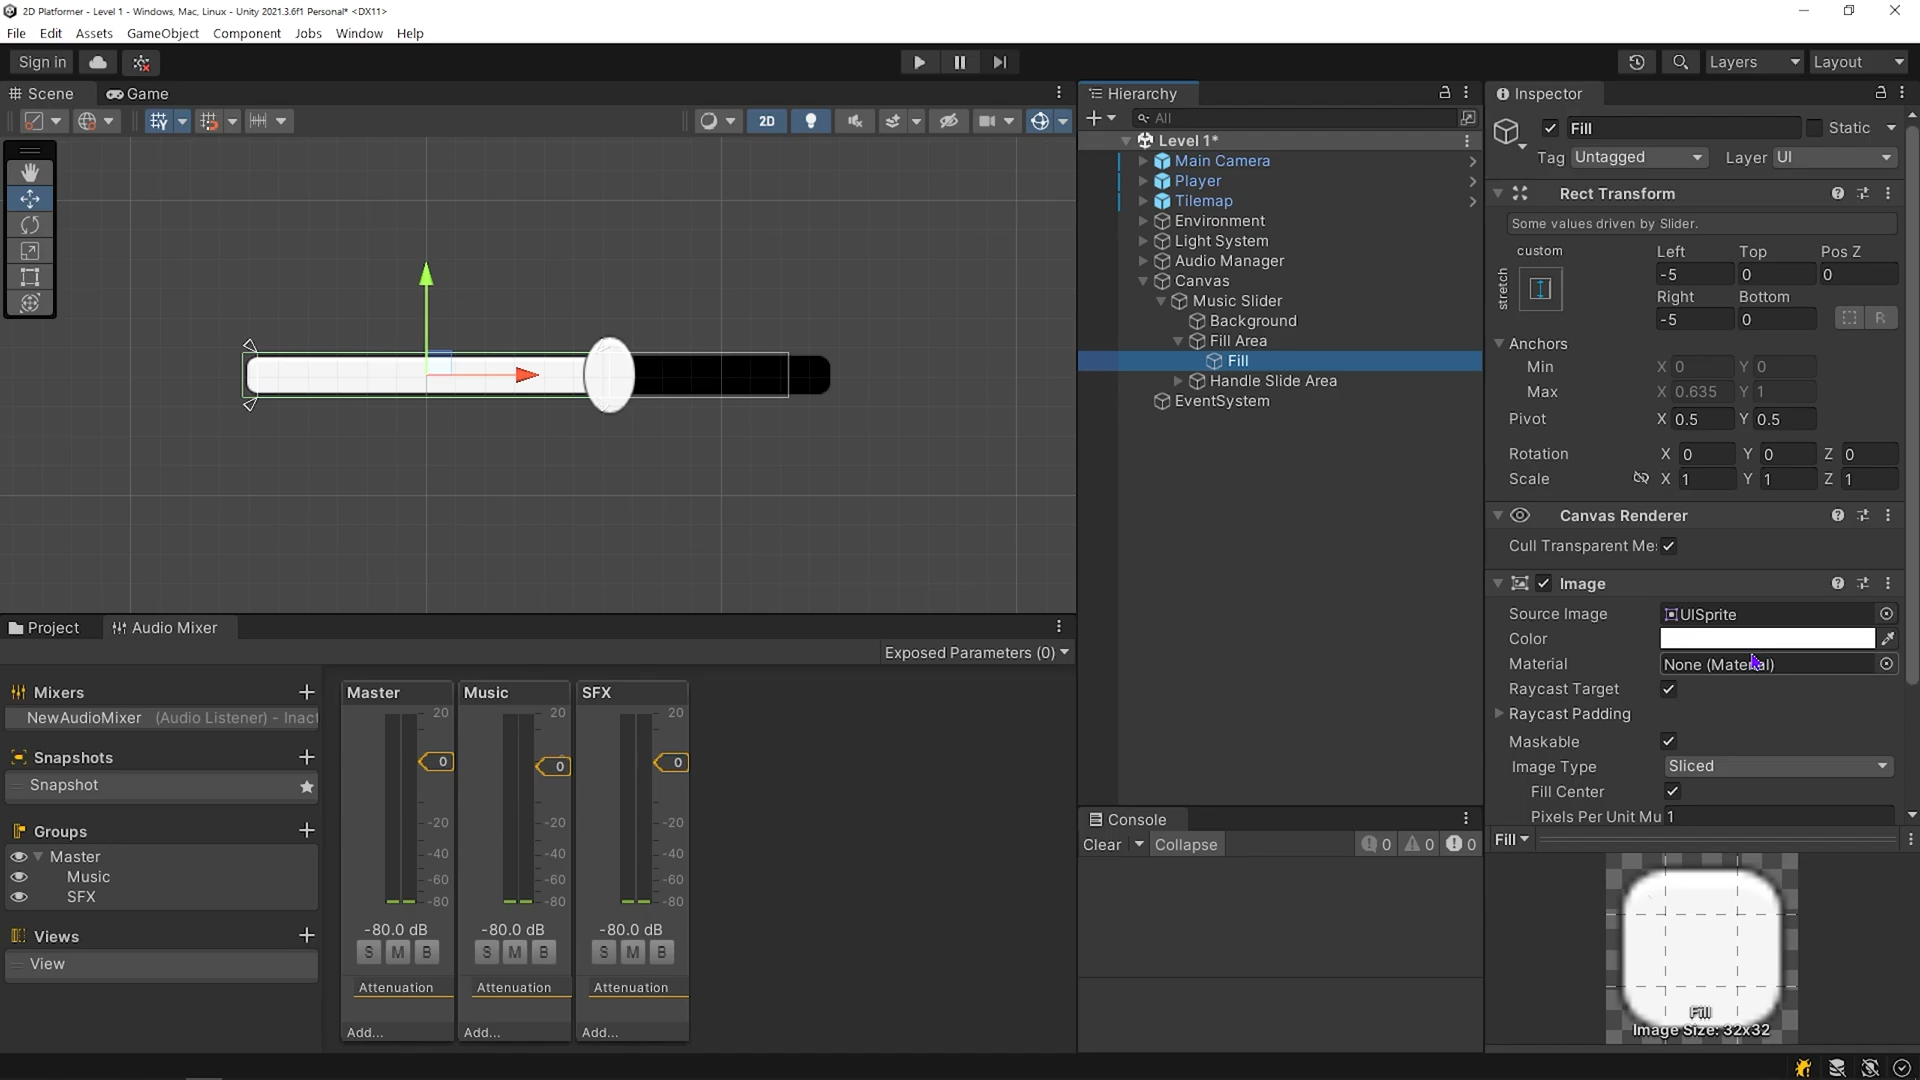 2D Platformer - Level 1 - Windows, Mac, Linux - Unity 2021.3.6f1 Personal* <DX11>
File Edit Assets GameObject Component Jobs Window Help
Sign in
Layers
Layout
Scene
Game
2D
Hierarchy
All
Level 1*
Main Camera
Player
Tilemap
Environment
Light System
Audio Manager
Canvas
Music Slider
Background
Fill Area
Fill
Handle Slide Area
EventSystem
Inspector
Fill
Static
Tag Untagged
Layer UI
Rect Transform
Some values driven by Slider.
custom
stretch
Left Top Pos Z
-5 0 0
Right Bottom
-5 0
R
Anchors
Min X 0 Y 0
Max X 0.635 Y 1
Pivot X 0.5 Y 0.5
Rotation X 0 Y 0 Z 0
Scale X 1 Y 1 Z 1
Canvas Renderer
Cull Transparent Me
Image
Source Image UISprite
Color
Material None (Material)
Raycast Target
Raycast Padding
Maskable
Image Type Sliced
Fill Center
Pixels Per Unit Mu 1
Fill
Fill
Image Size: 32x32
Project
Audio Mixer
Exposed Parameters (0)
Mixers
NewAudioMixer (Audio Listener) - Inact
Snapshots
Snapshot
Groups
Master
Music
SFX
Views
View
Master
20
0
-20
-40
-60
-80
-80.0 dB
S M B
Attenuation
Add...
Music
20
0
-20
-40
-60
-80
-80.0 dB
S M B
Attenuation
Add...
SFX
20
0
-20
-40
-60
-80
-80.0 dB
S M B
Attenuation
Add...
Console
Clear
Collapse
0 0 0